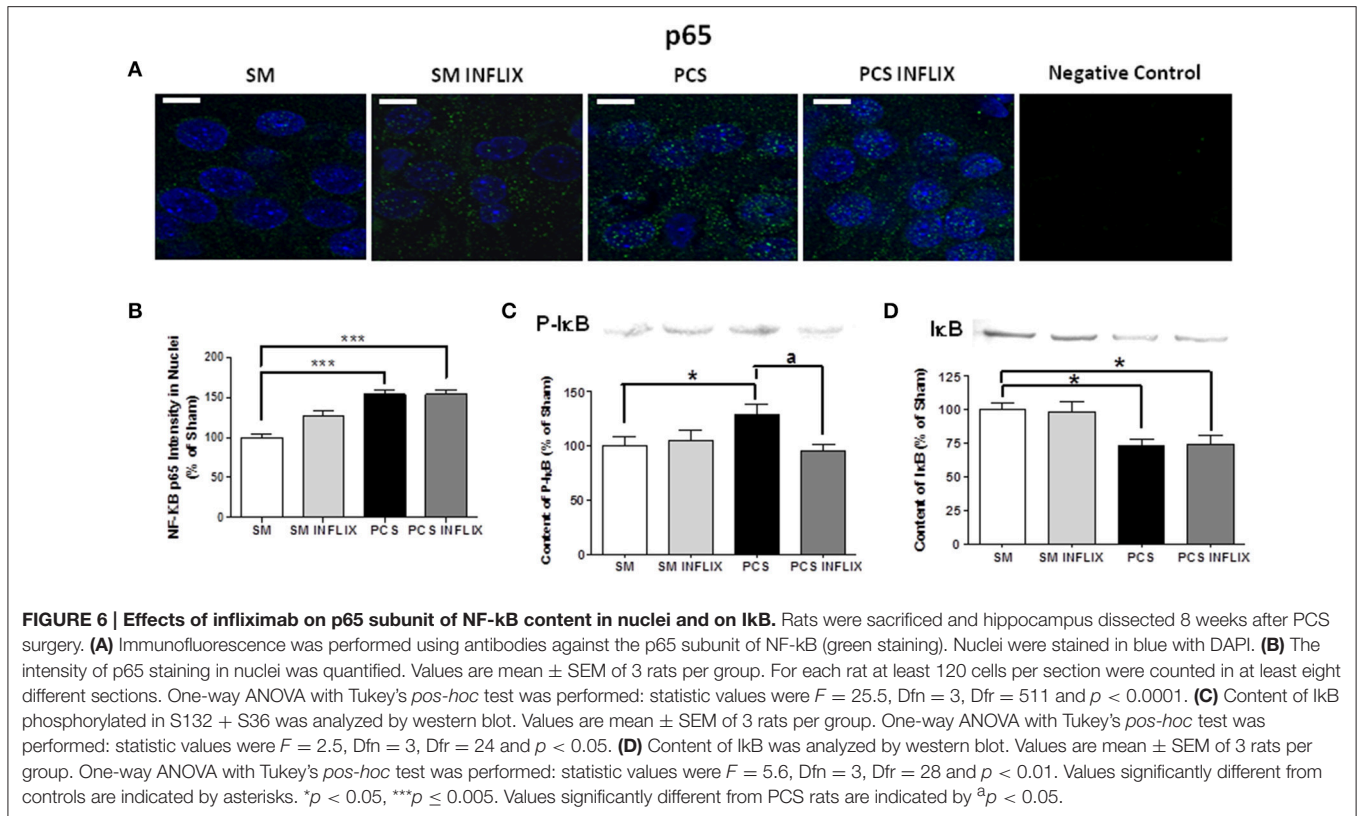 p65
A
SM
SM INFLIX
PCS
PCS INFLIX
Negative Control
B
NF-KB p65 Intensity in Nuclei
(% of Sham)
200
150
100
50
0
***
***
SM
SM INFLIX
PCS
PCS INFLIX
C
P-IκB
Content of P-IκB (% of Sham)
150
100
50
0
*
a
SM
SM INFLIX
PCS
PCS INFLIX
D
IκB
Content of IκB (% of Sham)
125
100
75
50
25
0
*
*
SM
SM INFLIX
PCS
PCS INFLIX
FIGURE 6 | Effects of infliximab on p65 subunit of NF-kB content in nuclei and on IkB. Rats were sacrificed and hippocampus dissected 8 weeks after PCS
surgery. (A) Immunofluorescence was performed using antibodies against the p65 subunit of NF-kB (green staining). Nuclei were stained in blue with DAPI. (B) The
intensity of p65 staining in nuclei was quantified. Values are mean ± SEM of 3 rats per group. For each rat at least 120 cells per section were counted in at least eight
different sections. One-way ANOVA with Tukey's pos-hoc test was performed: statistic values were F = 25.5, Dfn = 3, Dfr = 511 and p < 0.0001. (C) Content of IkB
phosphorylated in S132 + S36 was analyzed by western blot. Values are mean ± SEM of 3 rats per group. One-way ANOVA with Tukey's pos-hoc test was
performed: statistic values were F = 2.5, Dfn = 3, Dfr = 24 and p < 0.05. (D) Content of IkB was analyzed by western blot. Values are mean ± SEM of 3 rats per
group. One-way ANOVA with Tukey's pos-hoc test was performed: statistic values were F = 5.6, Dfn = 3, Dfr = 28 and p < 0.01. Values significantly different from
controls are indicated by asterisks. *p < 0.05, ***p ≤ 0.005. Values significantly different from PCS rats are indicated by ᵃp < 0.05.